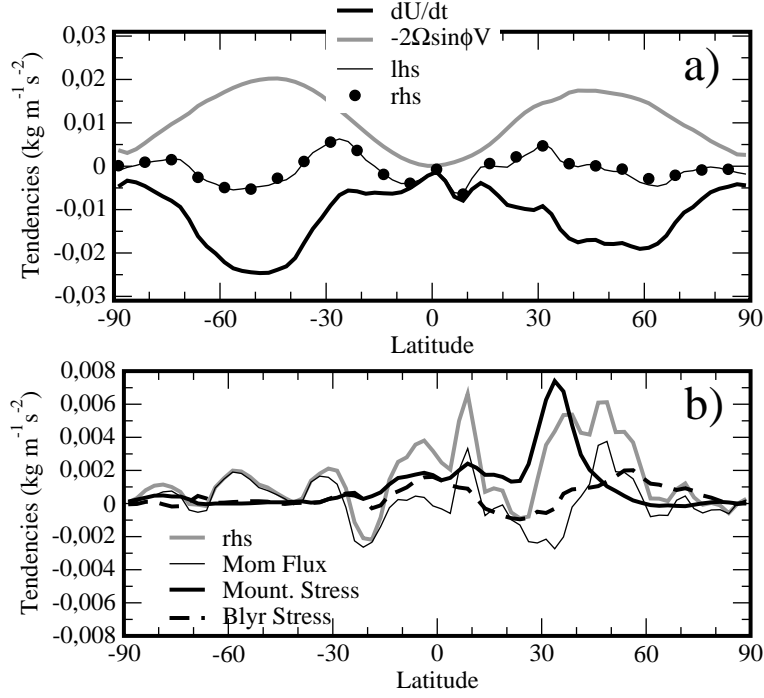 dU/dt
-2ΩsinϕV
lhs
rhs
a)
Tendencies (kg m⁻¹ s⁻²)
0,03
0,02
0,01
0
-0,01
-0,02
-0,03
-90 -60 -30 0 30 60 90
Latitude
b)
Tendencies (kg m⁻¹ s⁻²)
0,008
0,006
0,004
0,002
0
-0,002
-0,004
-0,006
-0,008
rhs
Mom Flux
Mount. Stress
Blyr Stress
-90 -60 -30 0 30 60 90
Latitude